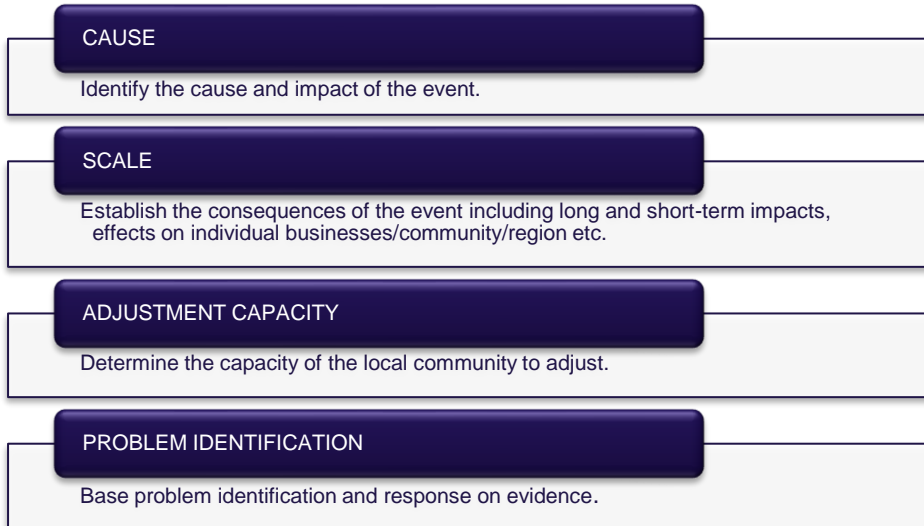 CAUSE
Identify the cause and impact of the event.
SCALE
Establish the consequences of the event including long and short-term impacts,
effects on individual businesses/community/region etc.
ADJUSTMENT CAPACITY
Determine the capacity of the local community to adjust.
PROBLEM IDENTIFICATION
Base problem identification and response on evidence.